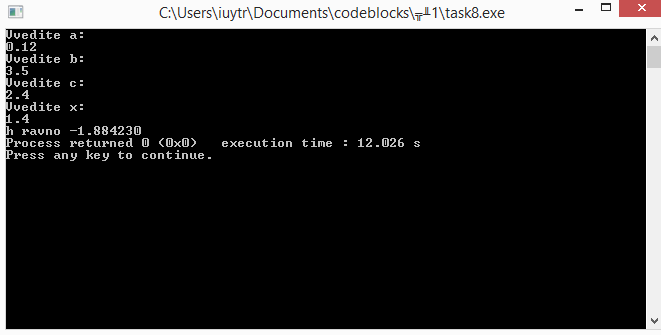 C:\Users\iuytr\Documents\codeblocks\╦╨1\task8.exe
Vvedite a:
0.12
Vvedite b:
3.5
Vvedite c:
2.4
Vvedite x:
1.4
h ravno -1.884230
Process returned 0 (0x0)   execution time : 12.026 s
Press any key to continue.